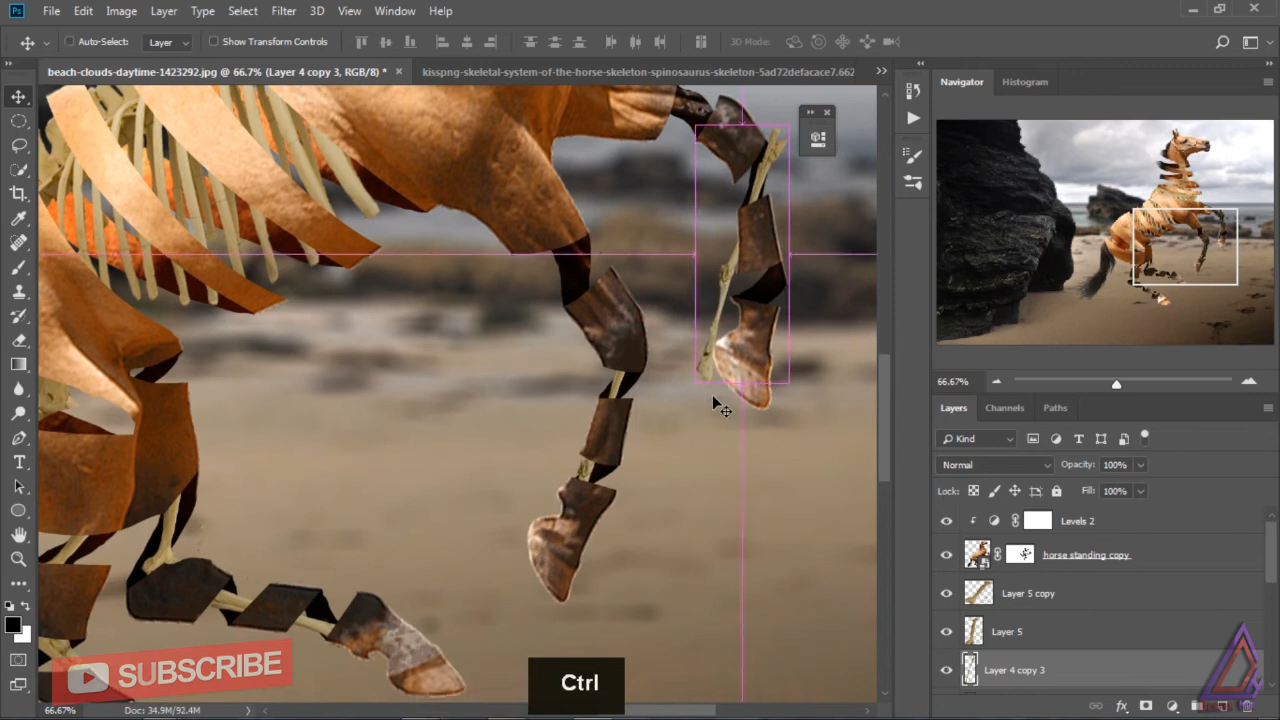 Ps File Edit Image Layer Type Select Filter 3D View Window Help
Auto-Select: Layer Show Transform Controls 3D Mode:
beach-clouds-daytime-1423292.jpg @ 66.7% (Layer 4 copy 3, RGB/8) * × kisspng-skeletal-system-of-the-horse-skeleton-spinosaurus-skeleton-5ad72defacace7.662
Navigator Histogram
66.67%
Layers Channels Paths
Kind
Normal Opacity: 100%
Lock: Fill: 100%
Levels 2
horse standing copy
Layer 5 copy
Layer 5
Layer 4 copy 3
SUBSCRIBE
Ctrl
66.67% Doc: 34.9M/92.4M